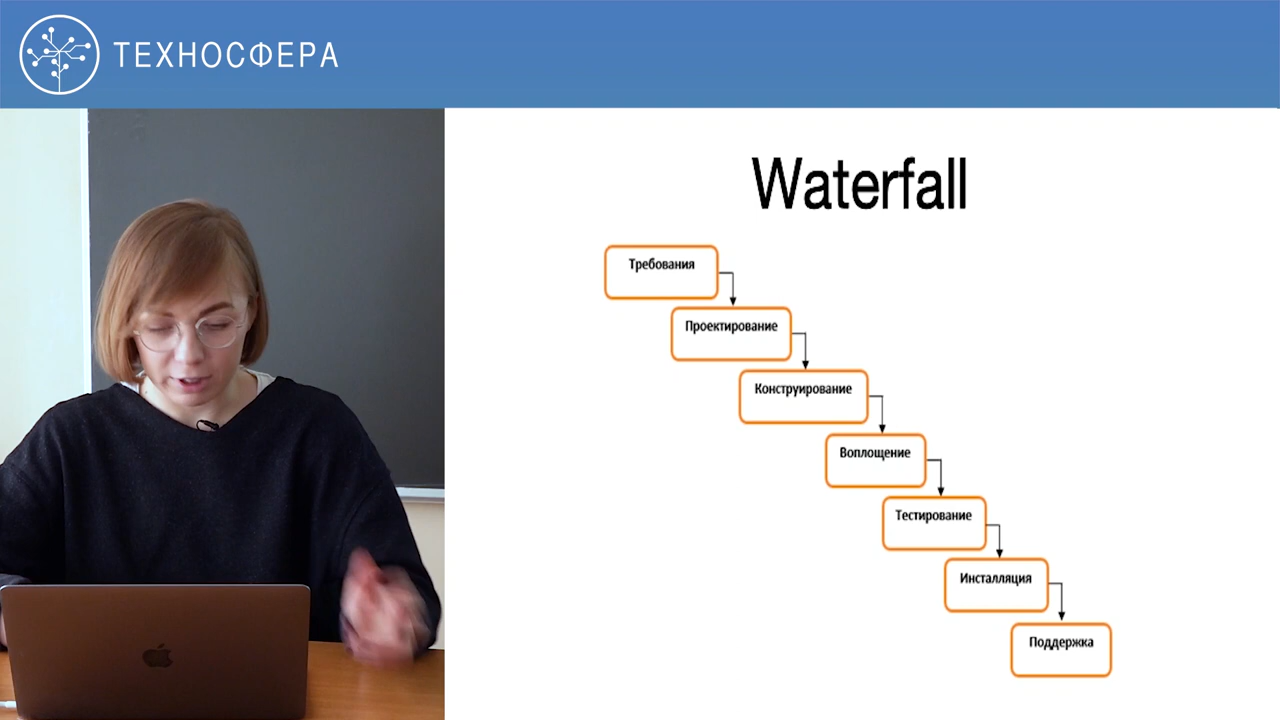 ТЕХНОСФЕРА
Waterfall
Требования
Проектирование
Конструирование
Воплощение
Тестирование
Инсталляция
Поддержка